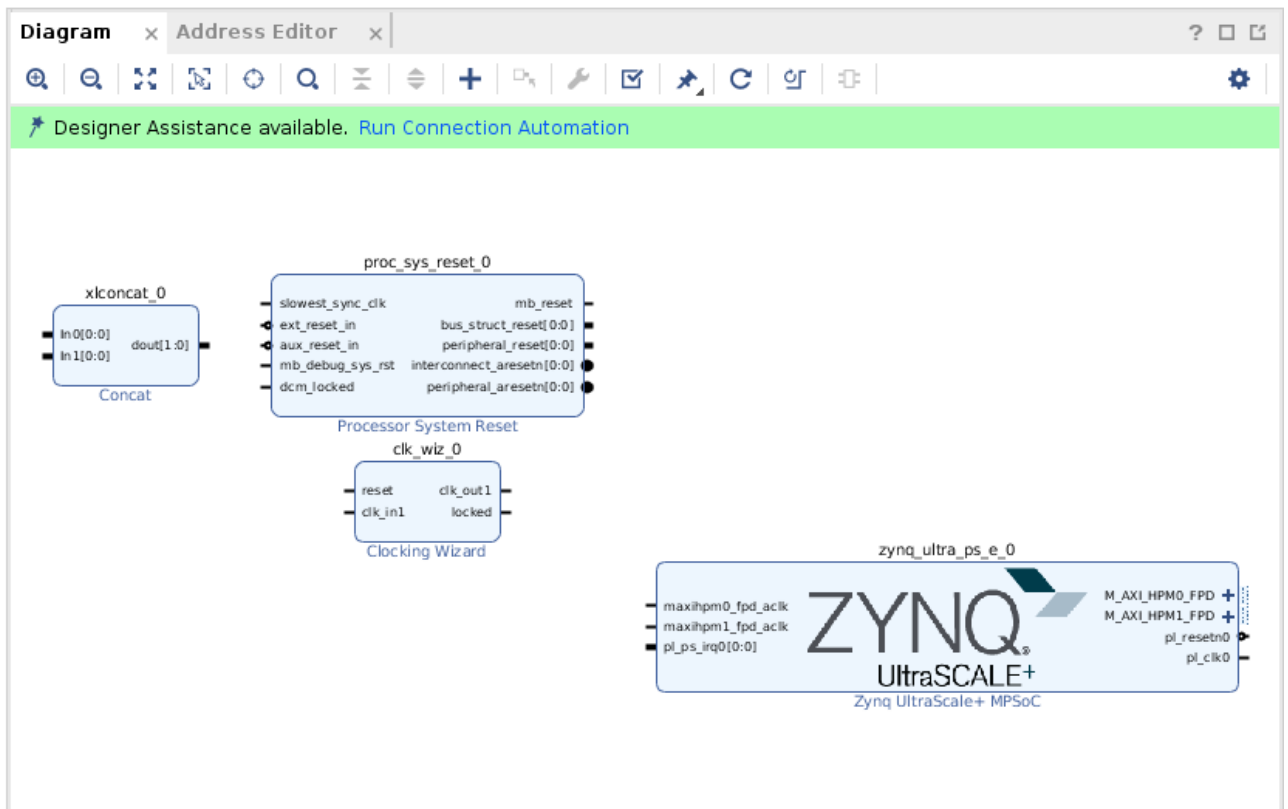 Diagram × Address Editor ×
?
Designer Assistance available. Run Connection Automation
xlconcat_0
In0[0:0]
In1[0:0]
dout[1:0]
Concat
proc_sys_reset_0
slowest_sync_clk
ext_reset_in
aux_reset_in
mb_debug_sys_rst
dcm_locked
mb_reset
bus_struct_reset[0:0]
peripheral_reset[0:0]
interconnect_aresetn[0:0]
peripheral_aresetn[0:0]
Processor System Reset
clk_wiz_0
reset
clk_in1
clk_out1
locked
Clocking Wizard
zynq_ultra_ps_e_0
maxihpm0_fpd_aclk
maxihpm1_fpd_aclk
pl_ps_irq0[0:0]
ZYNQ®
UltraSCALE+
M_AXI_HPM0_FPD
M_AXI_HPM1_FPD
pl_resetn0
pl_clk0
Zynq UltraScale+ MPSoC